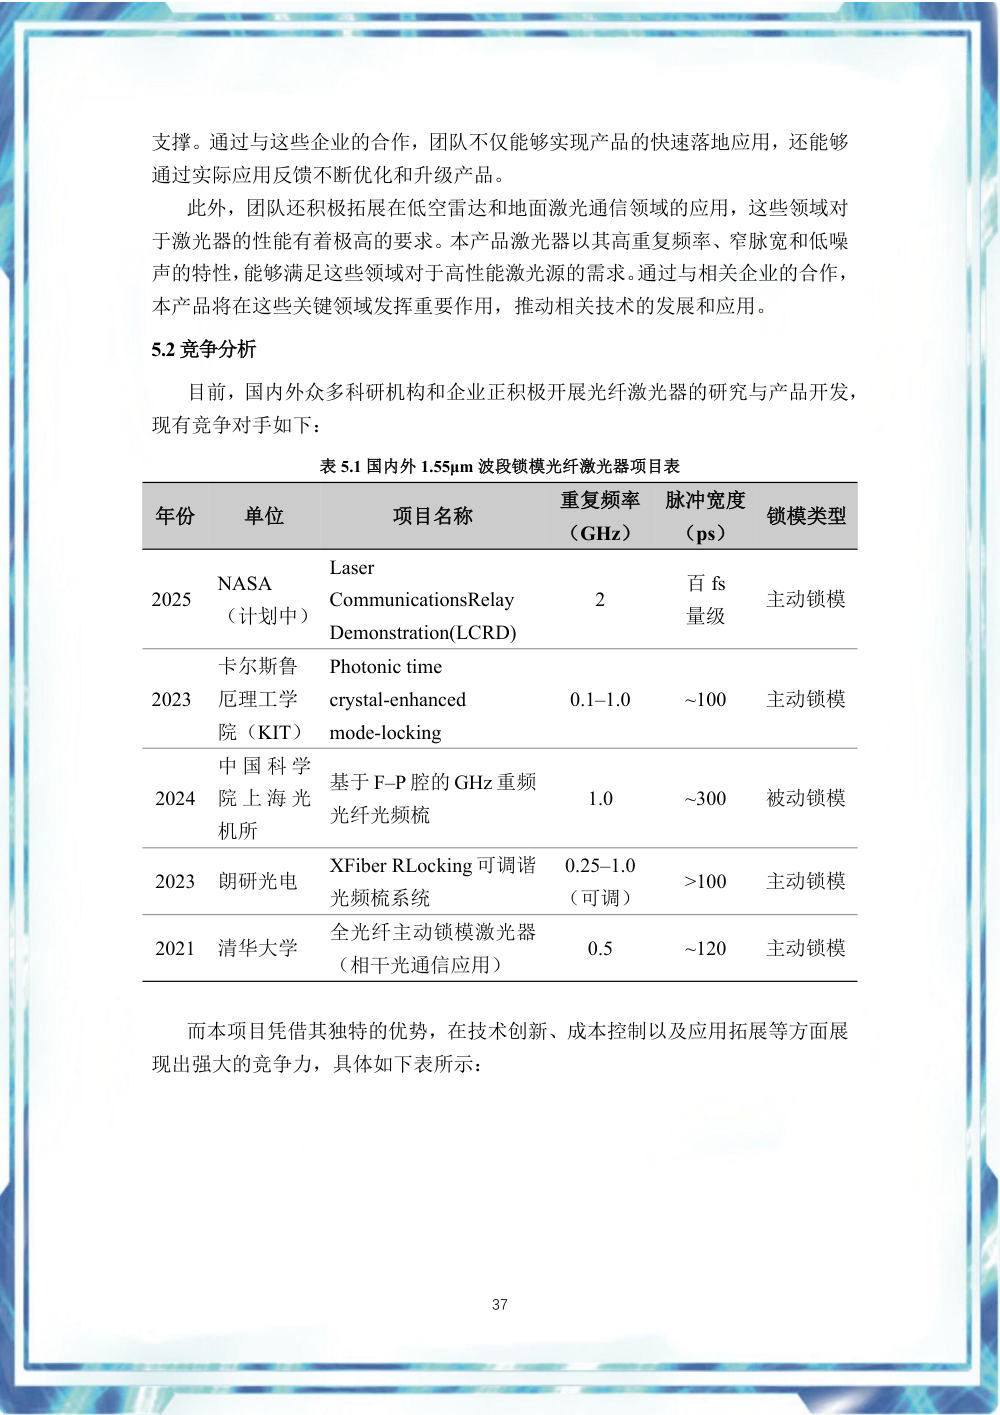 支撑。通过与这些企业的合作，团队不仅能够实现产品的快速落地应用，还能够
通过实际应用反馈不断优化和升级产品。
此外，团队还积极拓展在低空雷达和地面激光通信领域的应用，这些领域对
于激光器的性能有着极高的要求。本产品激光器以其高重复频率、窄脉宽和低噪
声的特性，能够满足这些领域对于高性能激光源的需求。通过与相关企业的合作，
本产品将在这些关键领域发挥重要作用，推动相关技术的发展和应用。
5.2 竞争分析
目前，国内外众多科研机构和企业正积极开展光纤激光器的研究与产品开发，
现有竞争对手如下：
表 5.1 国内外 1.55μm 波段锁模光纤激光器项目表
年份 单位 项目名称 重复频率（GHz） 脉冲宽度（ps） 锁模类型
2025 NASA（计划中） Laser CommunicationsRelay Demonstration(LCRD) 2 百 fs 量级 主动锁模
2023 卡尔斯鲁厄理工学院（KIT） Photonic time crystal-enhanced mode-locking 0.1–1.0 ~100 主动锁模
2024 中国科学院上海光机所 基于 F–P 腔的 GHz 重频光纤光频梳 1.0 ~300 被动锁模
2023 朗研光电 XFiber RLocking 可调谐光频梳系统 0.25–1.0（可调） >100 主动锁模
2021 清华大学 全光纤主动锁模激光器（相干光通信应用） 0.5 ~120 主动锁模
而本项目凭借其独特的优势，在技术创新、成本控制以及应用拓展等方面展
现出强大的竞争力，具体如下表所示：
37